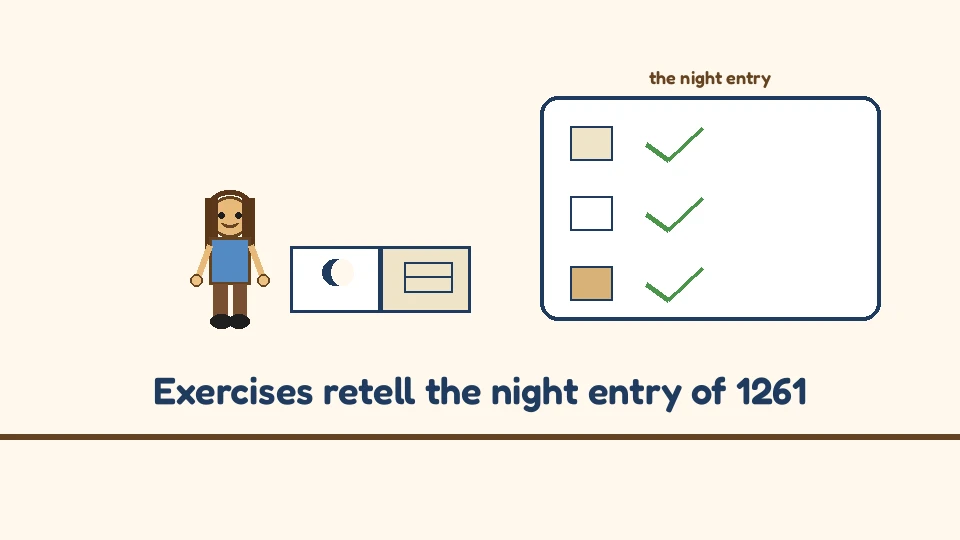 the night entry
Exercises retell the night entry of 1261